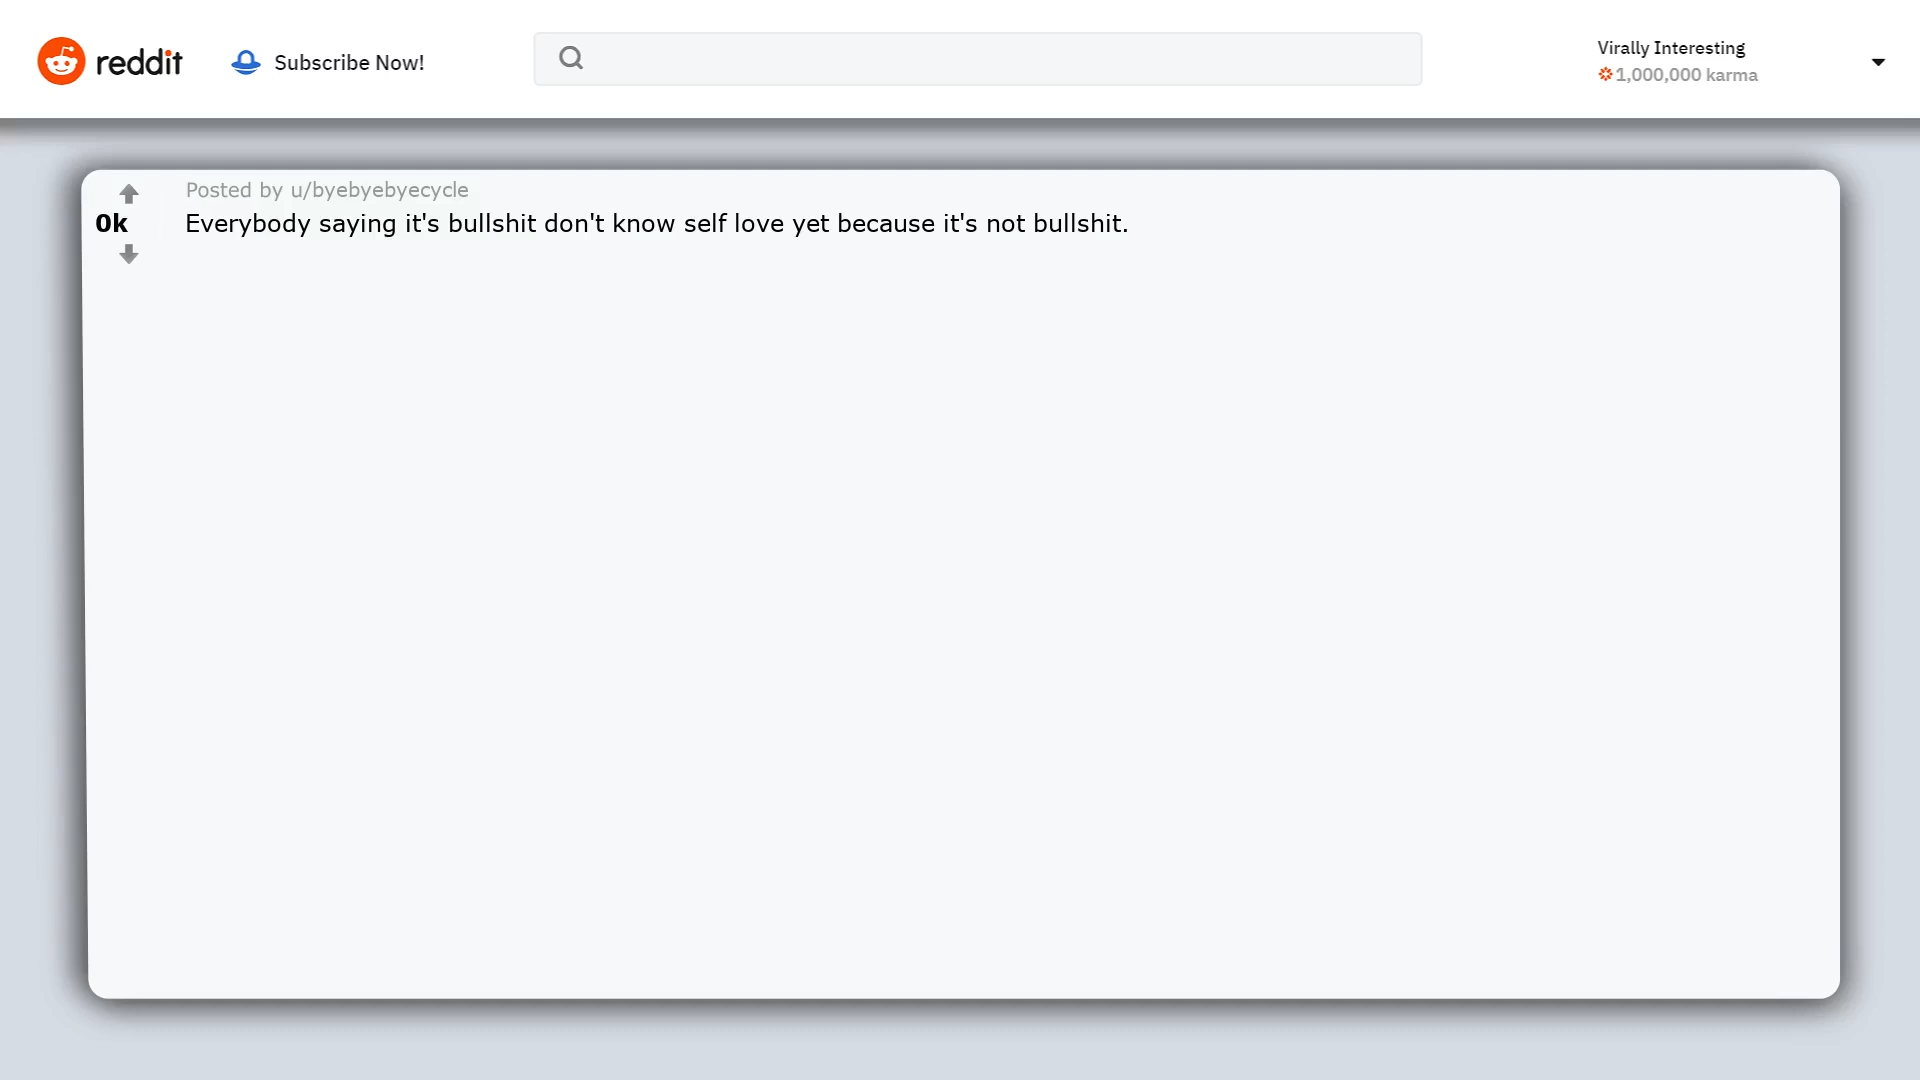 reddit
Subscribe Now!
Virally Interesting
1,000,000 karma
Posted by u/byebyebyecycle
0k
Everybody saying it's bullshit don't know self love yet because it's not bullshit.